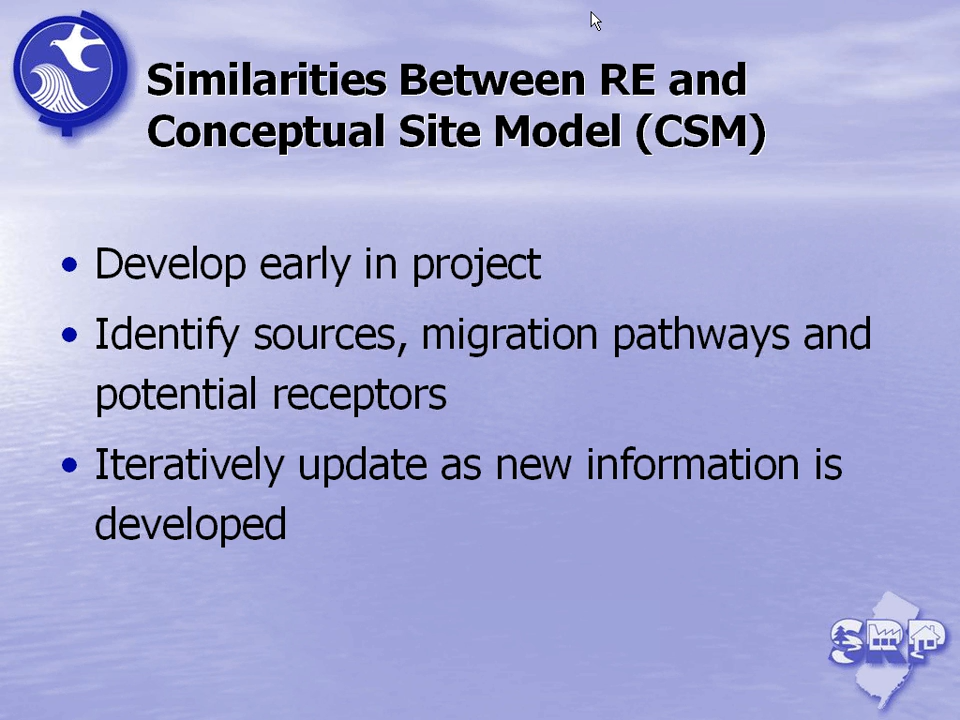 Similarities Between RE and
Conceptual Site Model (CSM)
• Develop early in project
• Identify sources, migration pathways and
potential receptors
• Iteratively update as new information is
developed
SRP